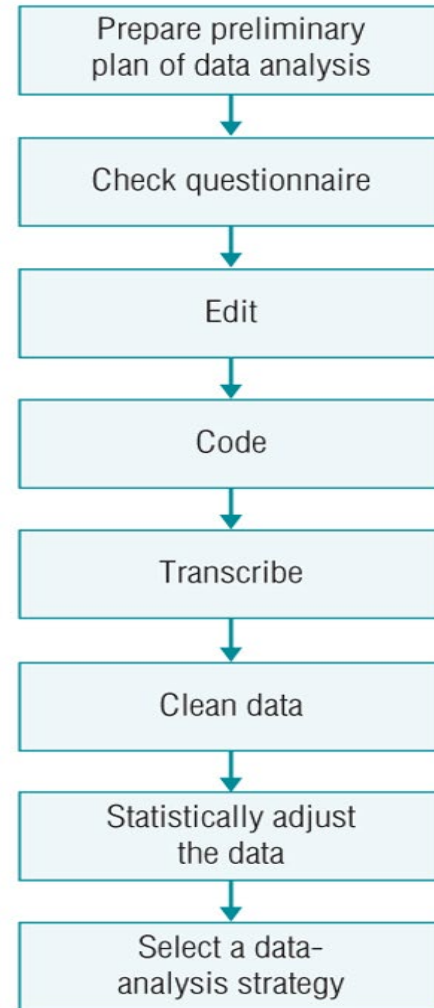 Prepare preliminary
plan of data analysis
Check questionnaire
Edit
Code
Transcribe
Clean data
Statistically adjust
the data
Select a data-
analysis strategy